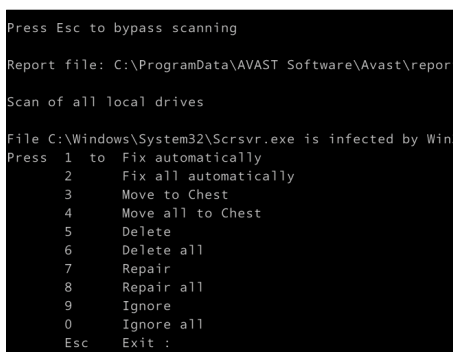 Press Esc to bypass scanning
Report file: C:\ProgramData\AVAST Software\Avast\repor
Scan of all local drives
File C:\Windows\System32\Scrsvr.exe is infected by Win
Press 1 to Fix automatically
2 Fix all automatically
3 Move to Chest
4 Move all to Chest
5 Delete
6 Delete all
7 Repair
8 Repair all
9 Ignore
0 Ignore all
Esc Exit :